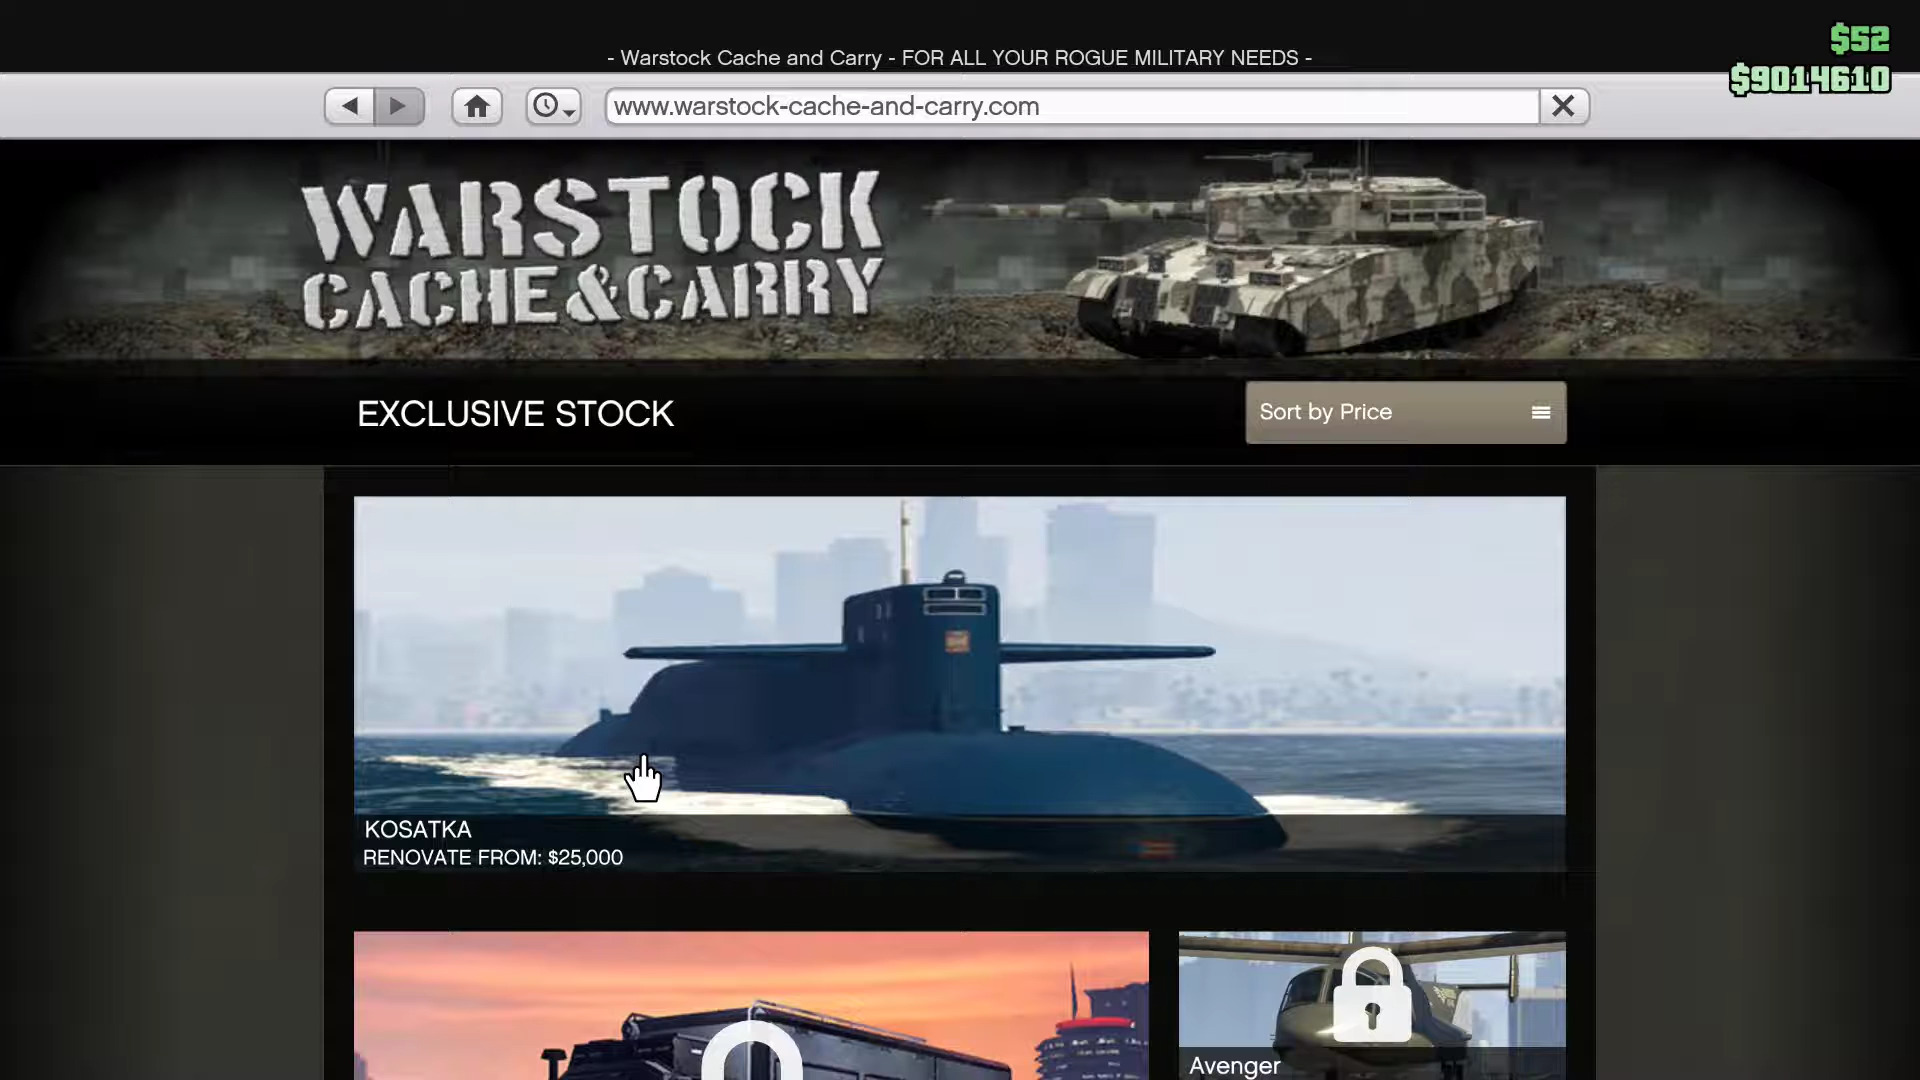 $52
$9014610
- Warstock Cache and Carry - FOR ALL YOUR ROGUE MILITARY NEEDS -
www.warstock-cache-and-carry.com
WARSTOCK
CACHE & CARRY
EXCLUSIVE STOCK
Sort by Price
KOSATKA
RENOVATE FROM: $25,000
Avenger